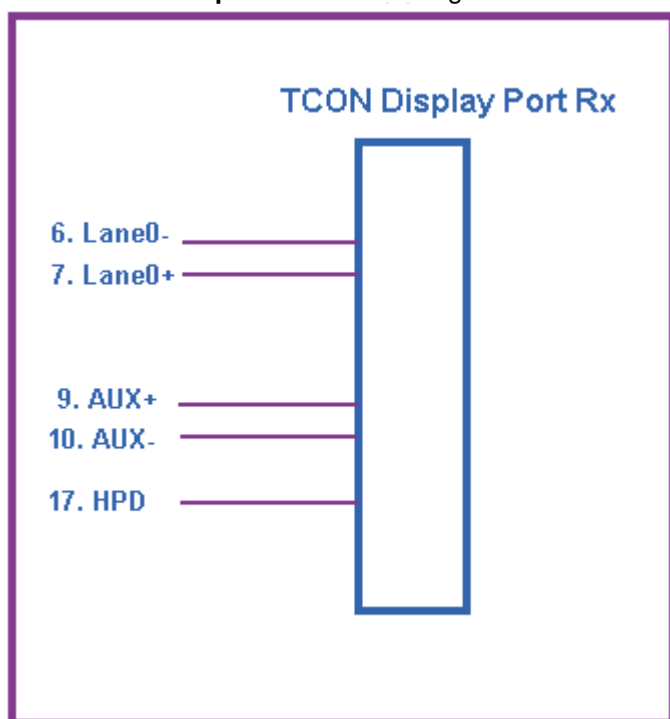 TCON Display Port Rx
6. Lane0-
7. Lane0+
9. AUX+
10. AUX-
17. HPD